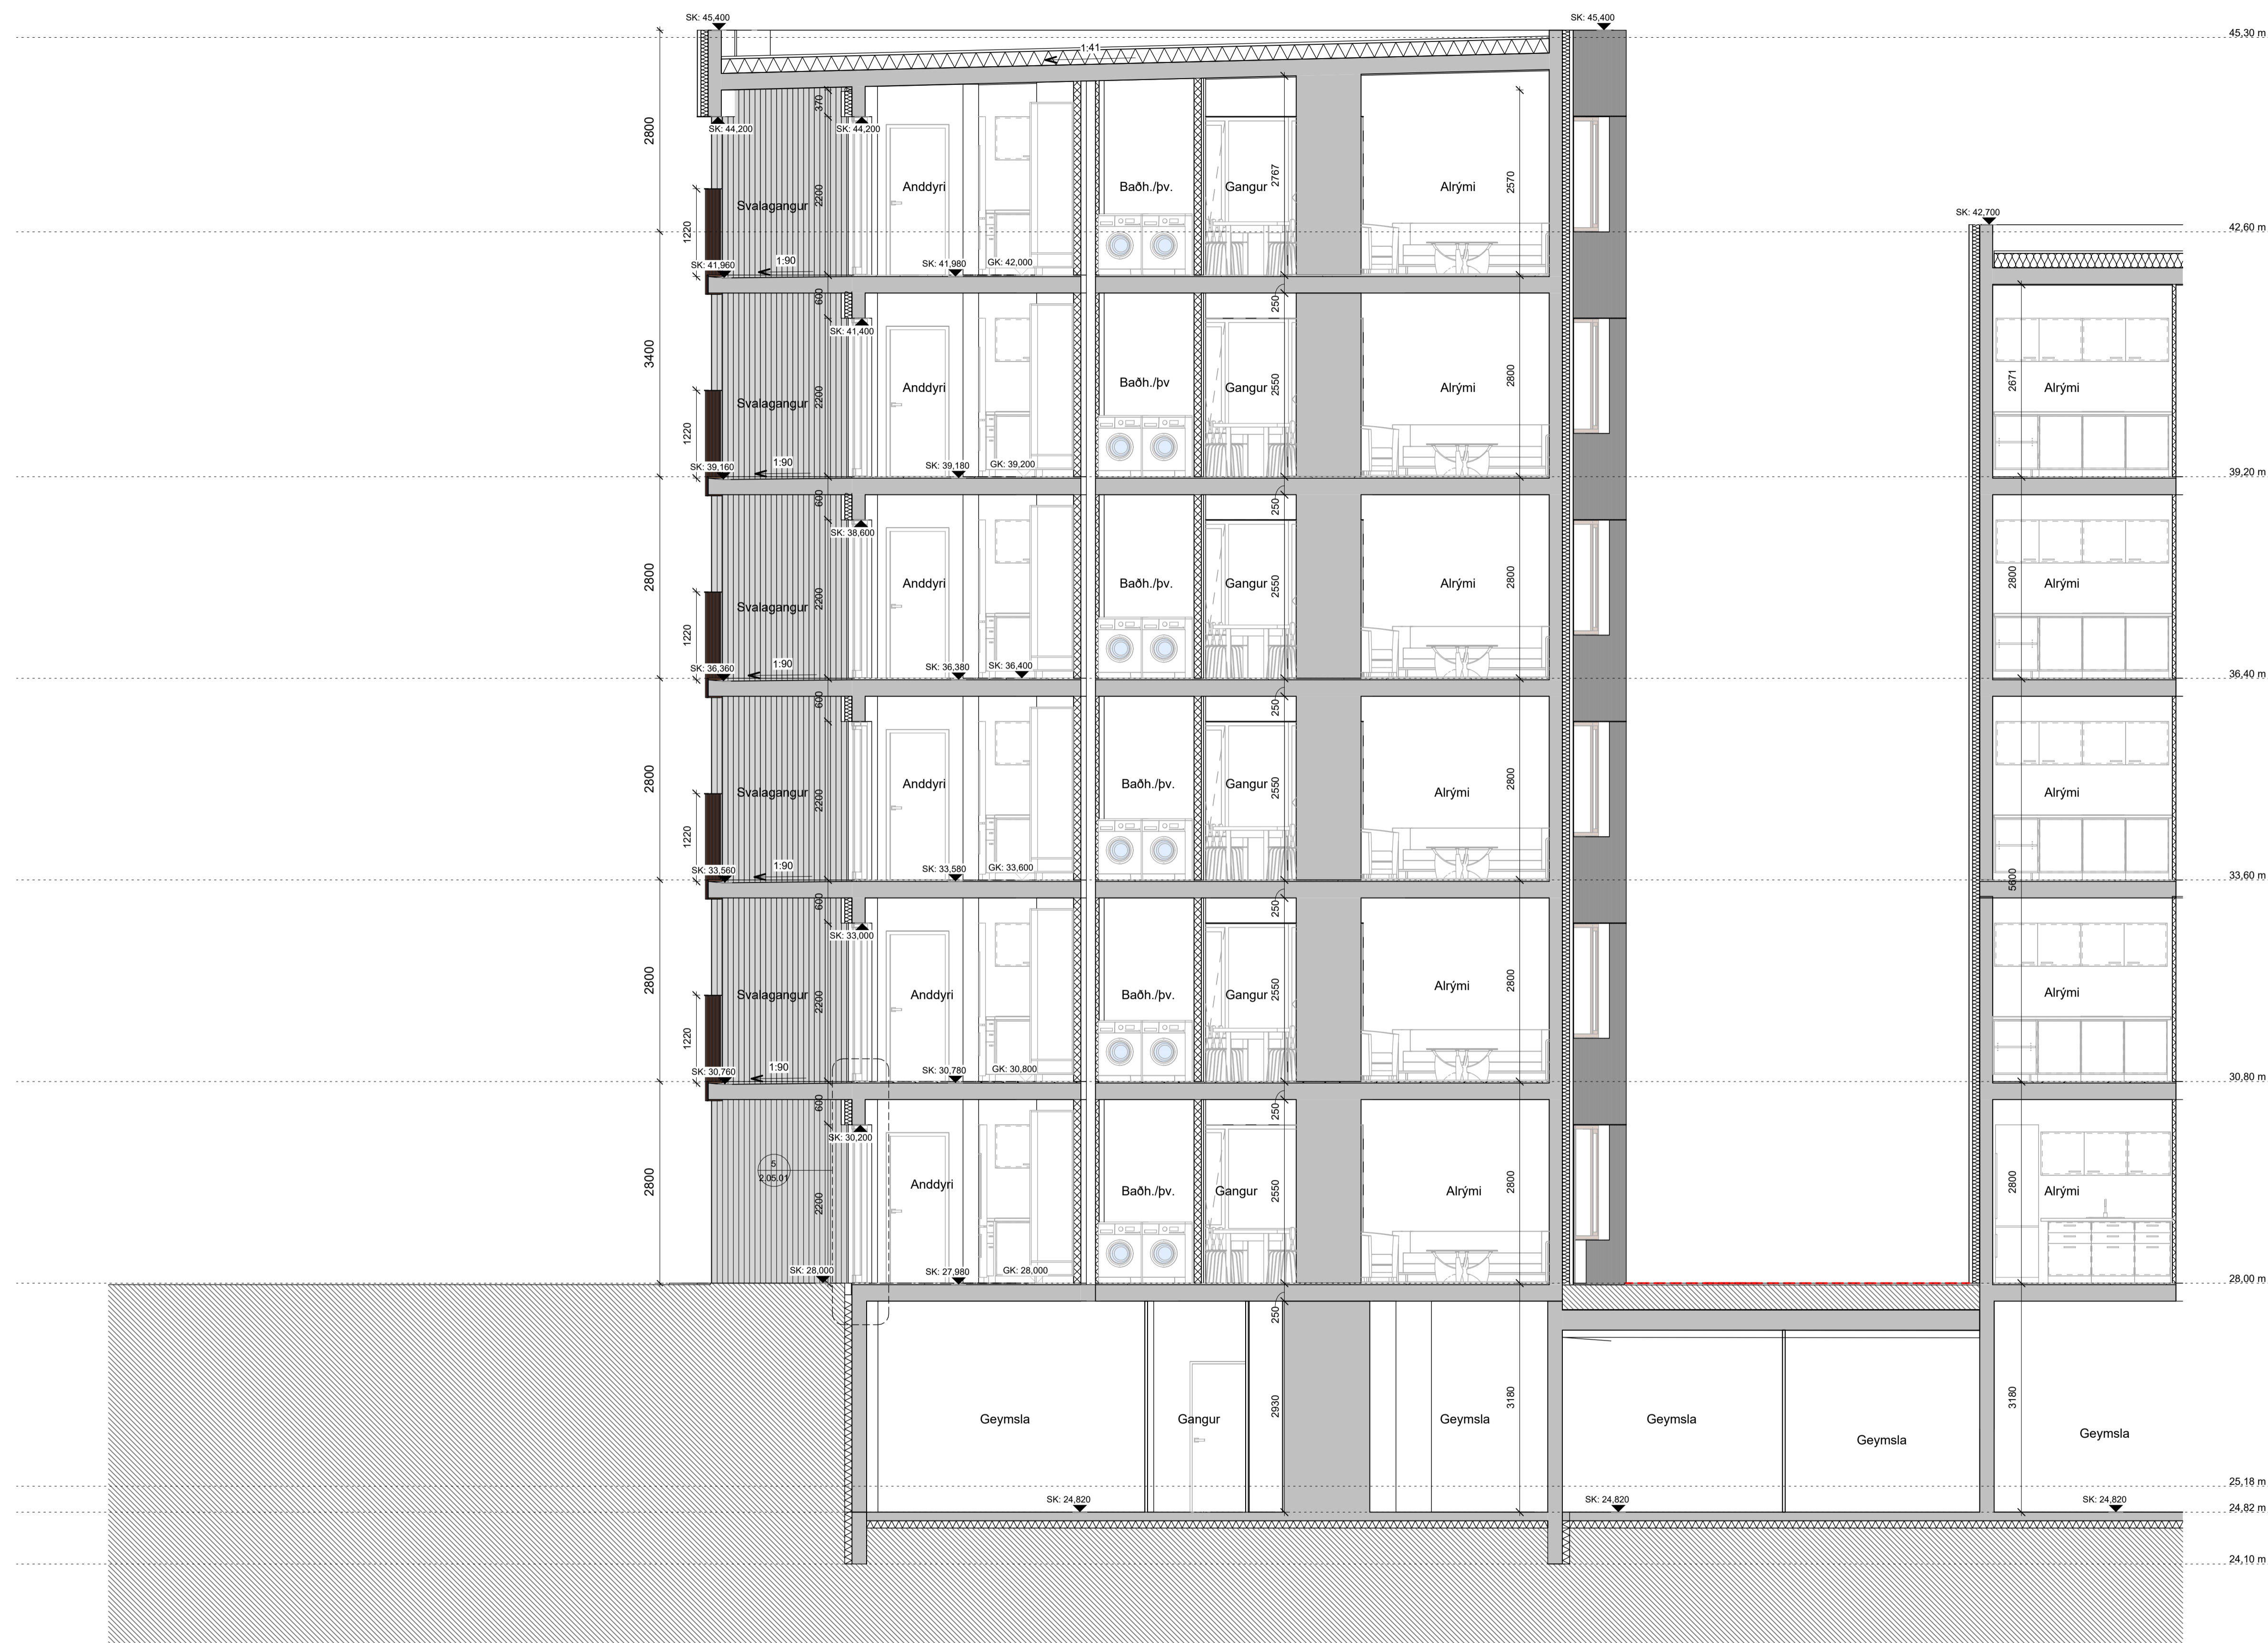 SK: 45,400
SK: 45,400
45,30 m
1:41
370
2800
SK: 44,200
SK: 44,200
2767
2570
2200
Anddyri
Baðh./þv.
Gangur
Alrými
Svalagangur
1220
SK: 42,700
42,60 m
SK: 41,960
1:90
SK: 41,980
GK: 42,000
600
250
SK: 41,400
3400
2671
2800
Anddyri
Baðh./þv
Gangur
2550
Alrými
Alrými
Svalagangur
2200
1220
SK: 39,160
1:90
SK: 39,180
GK: 39,200
39,20 m
600
250
SK: 38,600
2800
Anddyri
Baðh./þv.
Gangur
2550
Alrými
2800
2800
Alrými
Svalagangur
2200
1220
SK: 36,360
1:90
SK: 36,380
SK: 36,400
36,40 m
600
250
2800
Anddyri
Baðh./þv.
Gangur
2550
Alrými
2800
Alrými
Svalagangur
2200
1220
SK: 33,560
1:90
SK: 33,580
GK: 33,600
5600
33,60 m
600
250
SK: 33,000
2800
Svalagangur
2200
Anddyri
Baðh./þv.
Gangur
2550
Alrými
2800
Alrými
1220
SK: 30,760
1:90
SK: 30,780
GK: 30,800
30,80 m
600
250
SK: 30,200
5
2.05.01
2800
2200
Anddyri
Baðh./þv.
Gangur
2550
Alrými
2800
2800
Alrými
SK: 28,000
SK: 27,980
GK: 28,000
28,00 m
250
Geymsla
Gangur
2930
Geymsla
3180
Geymsla
Geymsla
3180
Geymsla
25,18 m
SK: 24,820
SK: 24,820
SK: 24,820
24,82 m
24,10 m